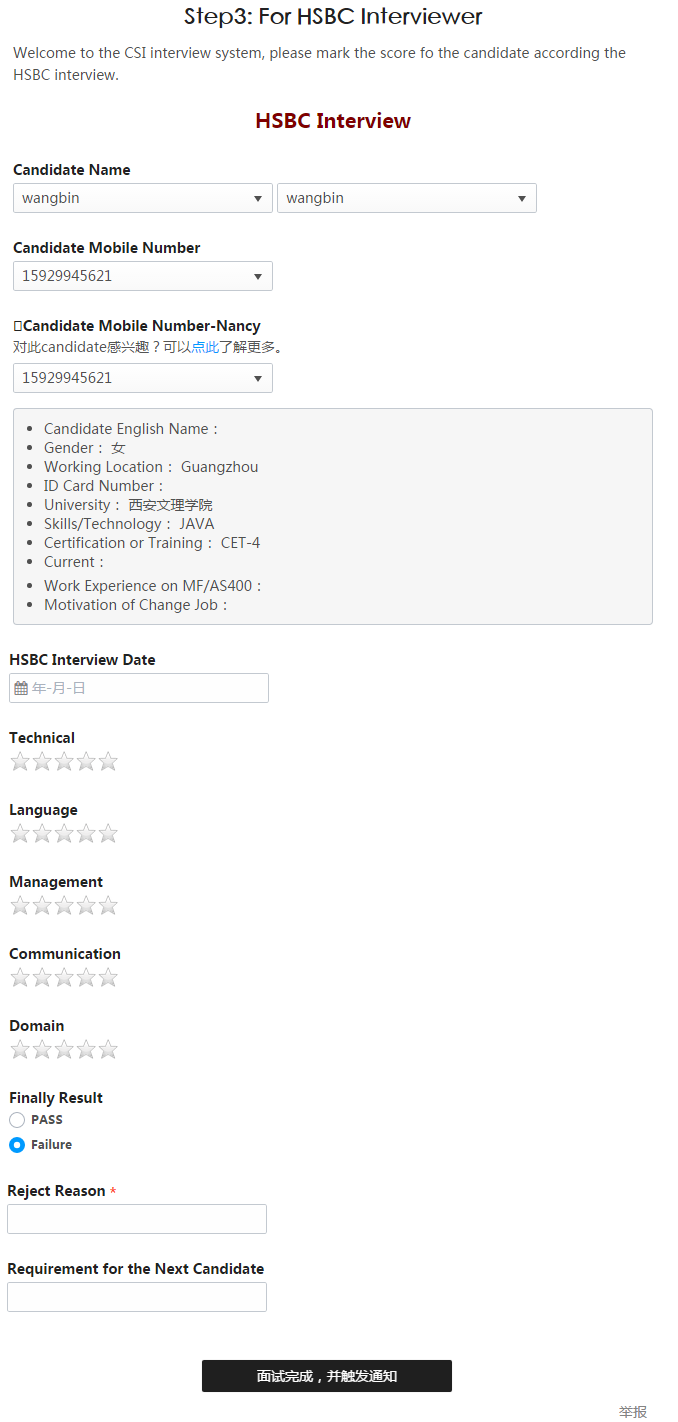 Step3: For HSBC Interviewer
Welcome to the CSI interview system, please mark the score fo the candidate according the
HSBC interview.
HSBC Interview
Candidate Name
wangbin wangbin
Candidate Mobile Number
15929945621
Candidate Mobile Number-Nancy
对此candidate感兴趣？可以点此了解更多。
15929945621
Candidate English Name：
Gender： 女
Working Location： Guangzhou
ID Card Number：
University： 西安文理学院
Skills/Technology： JAVA
Certification or Training： CET-4
Current：
Work Experience on MF/AS400：
Motivation of Change Job：
HSBC Interview Date
年-月-日
Technical
Language
Management
Communication
Domain
Finally Result
PASS
Failure
Reject Reason *
Requirement for the Next Candidate
面试完成，并触发通知
举报